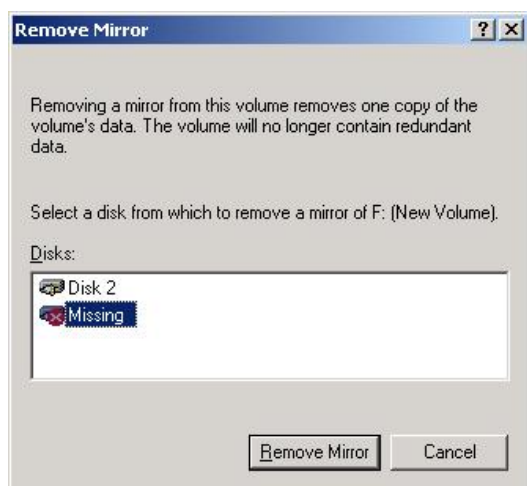 Remove Mirror
Removing a mirror from this volume removes one copy of the
volume's data. The volume will no longer contain redundant
data.
Select a disk from which to remove a mirror of F: (New Volume).
Disks:
Disk 2
Missing
Remove Mirror
Cancel